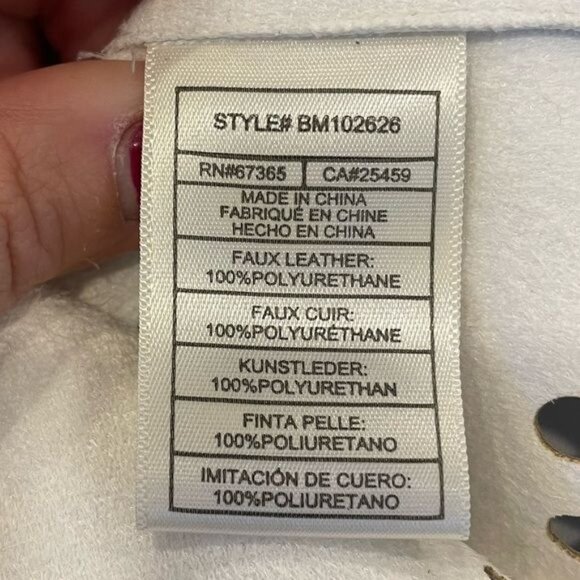 STYLE# BM102626
RN#67365 CA#25459
MADE IN CHINA
FABRIQUÉ EN CHINE
HECHO EN CHINA
FAUX LEATHER:
100%POLYURETHANE
FAUX CUIR:
100%POLYURÉTHANE
KUNSTLEDER:
100%POLYURETHAN
FINTA PELLE:
100%POLIURETANO
IMITACIÓN DE CUERO:
100%POLIURETANO